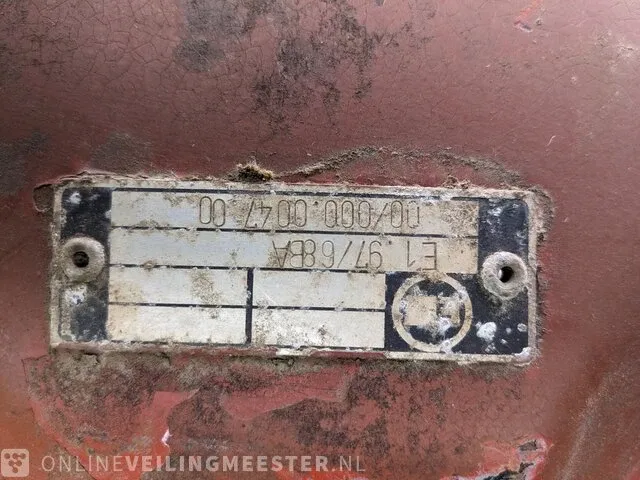 E1 97/68BA
00/000 0047 00
ONLINEVEILINGMEESTER.NL